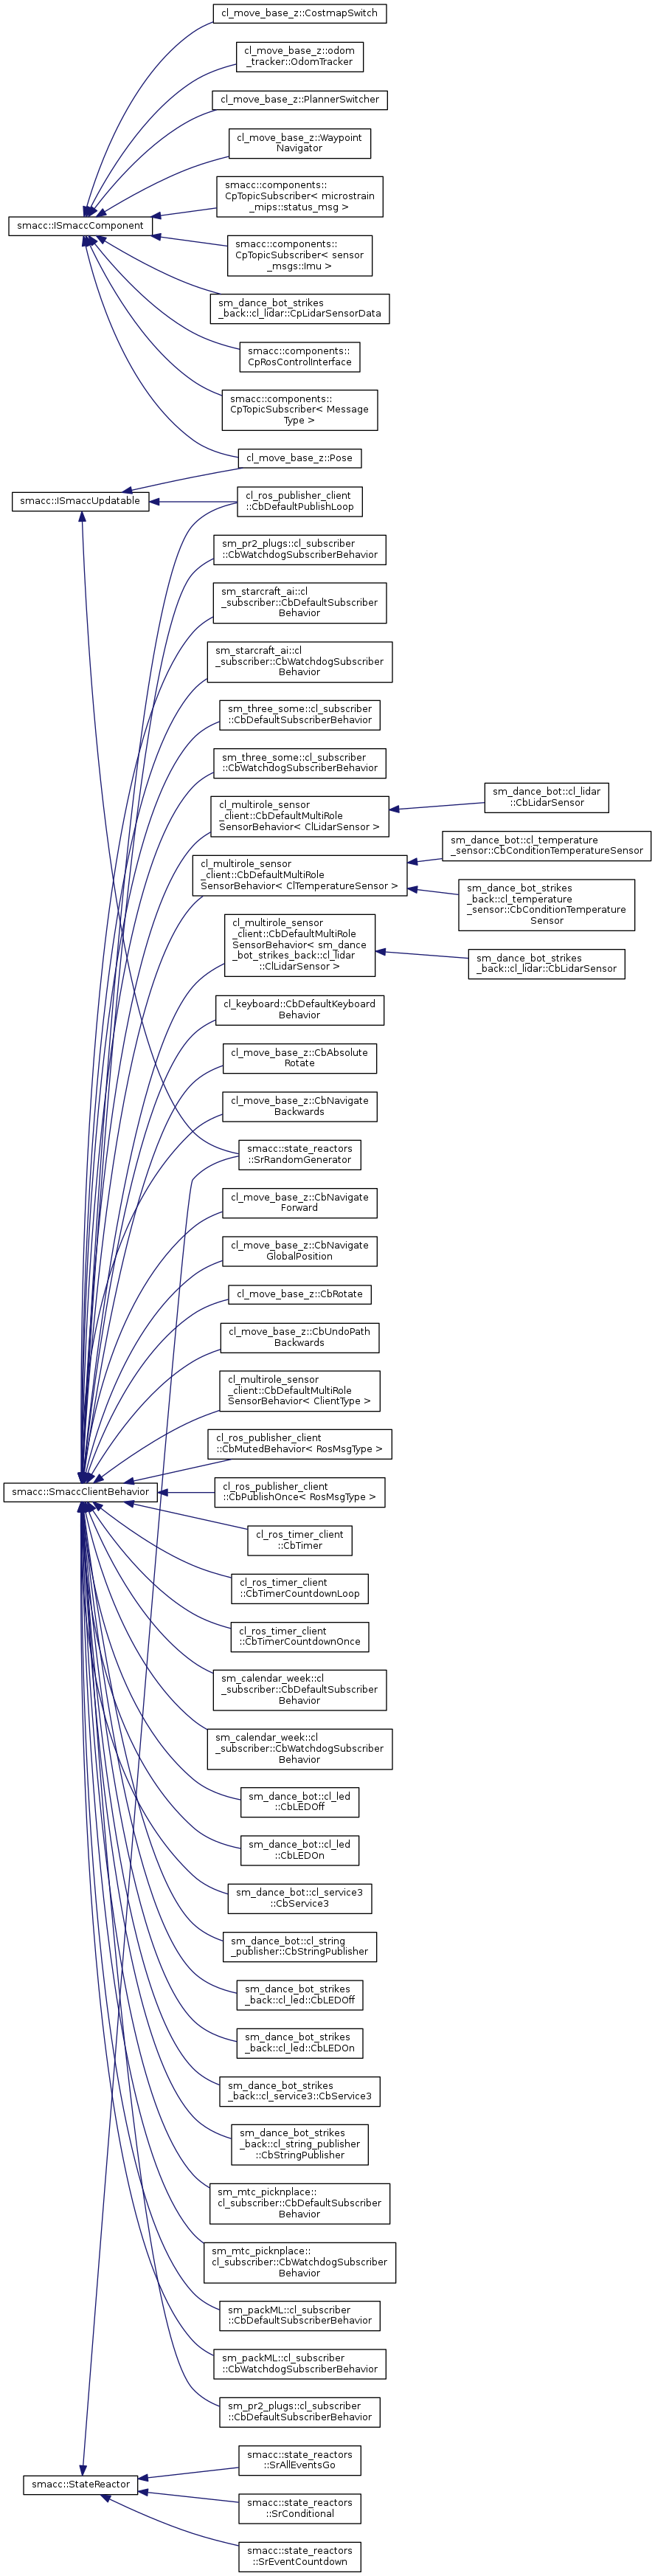 cl_move_base_z::CostmapSwitch
cl_move_base_z::odom
_tracker::OdomTracker
cl_move_base_z::PlannerSwitcher
cl_move_base_z::Waypoint
Navigator
smacc::components::
CpTopicSubscriber< microstrain
_mips::status_msg >
smacc::ISmaccComponent
smacc::components::
CpTopicSubscriber< sensor
_msgs::Imu >
sm_dance_bot_strikes
_back::cl_lidar::CpLidarSensorData
smacc::components::
CpRosControlInterface
smacc::components::
CpTopicSubscriber< Message
Type >
cl_move_base_z::Pose
smacc::ISmaccUpdatable
cl_ros_publisher_client
::CbDefaultPublishLoop
sm_pr2_plugs::cl_subscriber
::CbWatchdogSubscriberBehavior
sm_starcraft_ai::cl
_subscriber::CbDefaultSubscriber
Behavior
sm_starcraft_ai::cl
_subscriber::CbWatchdogSubscriber
Behavior
sm_three_some::cl_subscriber
::CbDefaultSubscriberBehavior
sm_three_some::cl_subscriber
::CbWatchdogSubscriberBehavior
cl_multirole_sensor
_client::CbDefaultMultiRole
SensorBehavior< ClLidarSensor >
sm_dance_bot::cl_lidar
::CbLidarSensor
cl_multirole_sensor
_client::CbDefaultMultiRole
SensorBehavior< ClTemperatureSensor >
sm_dance_bot::cl_temperature
_sensor::CbConditionTemperatureSensor
sm_dance_bot_strikes
_back::cl_temperature
_sensor::CbConditionTemperature
Sensor
cl_multirole_sensor
_client::CbDefaultMultiRole
SensorBehavior< sm_dance
_bot_strikes_back::cl_lidar
::ClLidarSensor >
sm_dance_bot_strikes
_back::cl_lidar::CbLidarSensor
cl_keyboard::CbDefaultKeyboard
Behavior
cl_move_base_z::CbAbsolute
Rotate
cl_move_base_z::CbNavigate
Backwards
smacc::state_reactors
::SrRandomGenerator
cl_move_base_z::CbNavigate
Forward
cl_move_base_z::CbNavigate
GlobalPosition
cl_move_base_z::CbRotate
cl_move_base_z::CbUndoPath
Backwards
cl_multirole_sensor
_client::CbDefaultMultiRole
SensorBehavior< ClientType >
cl_ros_publisher_client
::CbMutedBehavior< RosMsgType >
smacc::SmaccClientBehavior
cl_ros_publisher_client
::CbPublishOnce< RosMsgType >
cl_ros_timer_client
::CbTimer
cl_ros_timer_client
::CbTimerCountdownLoop
cl_ros_timer_client
::CbTimerCountdownOnce
sm_calendar_week::cl
_subscriber::CbDefaultSubscriber
Behavior
sm_calendar_week::cl
_subscriber::CbWatchdogSubscriber
Behavior
sm_dance_bot::cl_led
::CbLEDOff
sm_dance_bot::cl_led
::CbLEDOn
sm_dance_bot::cl_service3
::CbService3
sm_dance_bot::cl_string
_publisher::CbStringPublisher
sm_dance_bot_strikes
_back::cl_led::CbLEDOff
sm_dance_bot_strikes
_back::cl_led::CbLEDOn
sm_dance_bot_strikes
_back::cl_service3::CbService3
sm_dance_bot_strikes
_back::cl_string_publisher
::CbStringPublisher
sm_mtc_picknplace::
cl_subscriber::CbDefaultSubscriber
Behavior
sm_mtc_picknplace::
cl_subscriber::CbWatchdogSubscriber
Behavior
sm_packML::cl_subscriber
::CbDefaultSubscriberBehavior
sm_packML::cl_subscriber
::CbWatchdogSubscriberBehavior
sm_pr2_plugs::cl_subscriber
::CbDefaultSubscriberBehavior
smacc::StateReactor
smacc::state_reactors
::SrAllEventsGo
smacc::state_reactors
::SrConditional
smacc::state_reactors
::SrEventCountdown